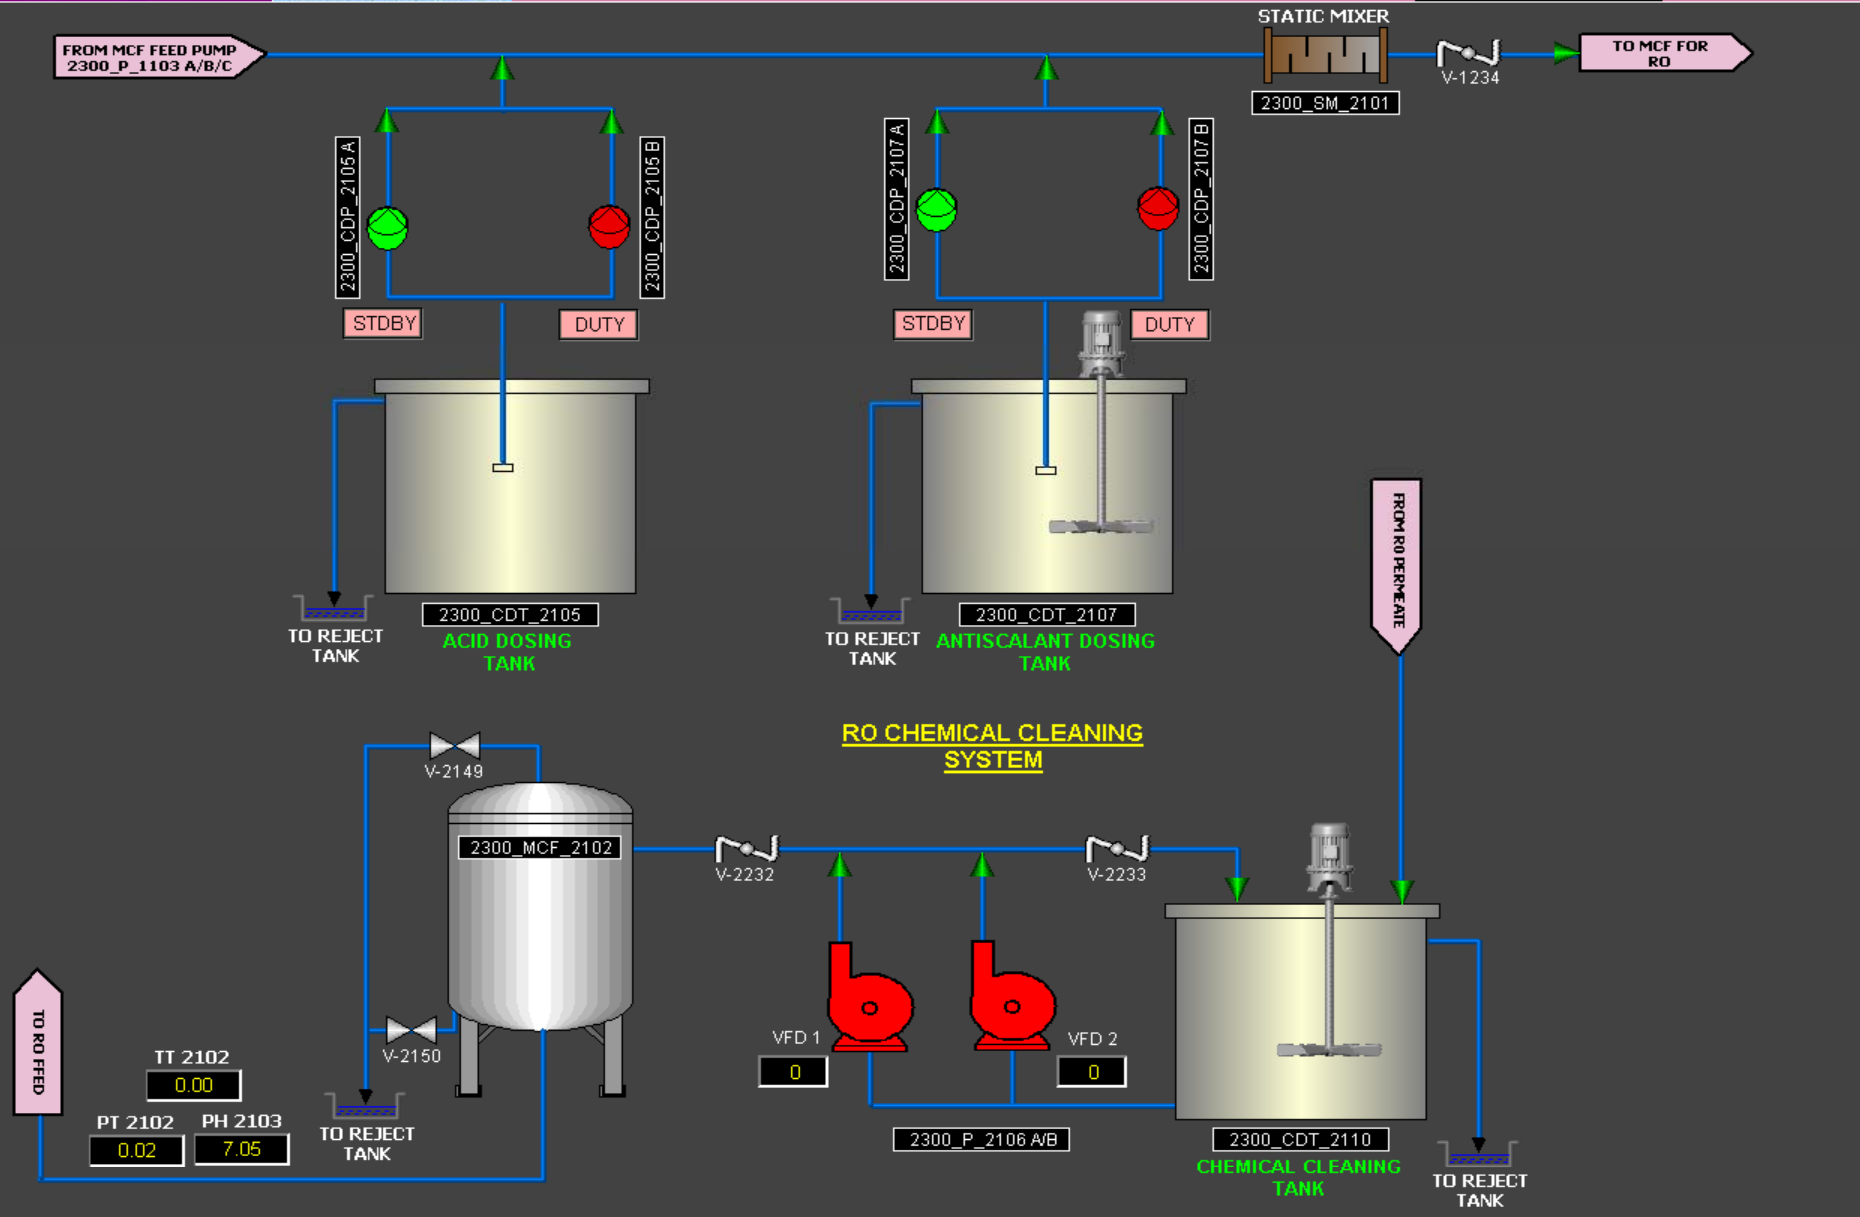 STATIC MIXER
FROM MCF FEED PUMP
2300_P_1103 A/B/C
TO MCF FOR
RO
V-1234
2300_SM_2101
2300_CDP_2105 A
2300_CDP_2105 B
2300_CDP_2107 A
2300_CDP_2107 B
STDBY
DUTY
STDBY
DUTY
FROM RO PERMEATE
2300_CDT_2105
ACID DOSING
TANK
TO REJECT
TANK
2300_CDT_2107
ANTISCALANT DOSING
TANK
TO REJECT
TANK
RO CHEMICAL CLEANING
SYSTEM
V-2149
2300_MCF_2102
V-2232
V-2233
V-2150
TO RO FFED
TT 2102
0.00
PT 2102
0.02
PH 2103
7.05
TO REJECT
TANK
VFD 1
0
VFD 2
0
2300_P_2106 A/B
2300_CDT_2110
CHEMICAL CLEANING
TANK
TO REJECT
TANK